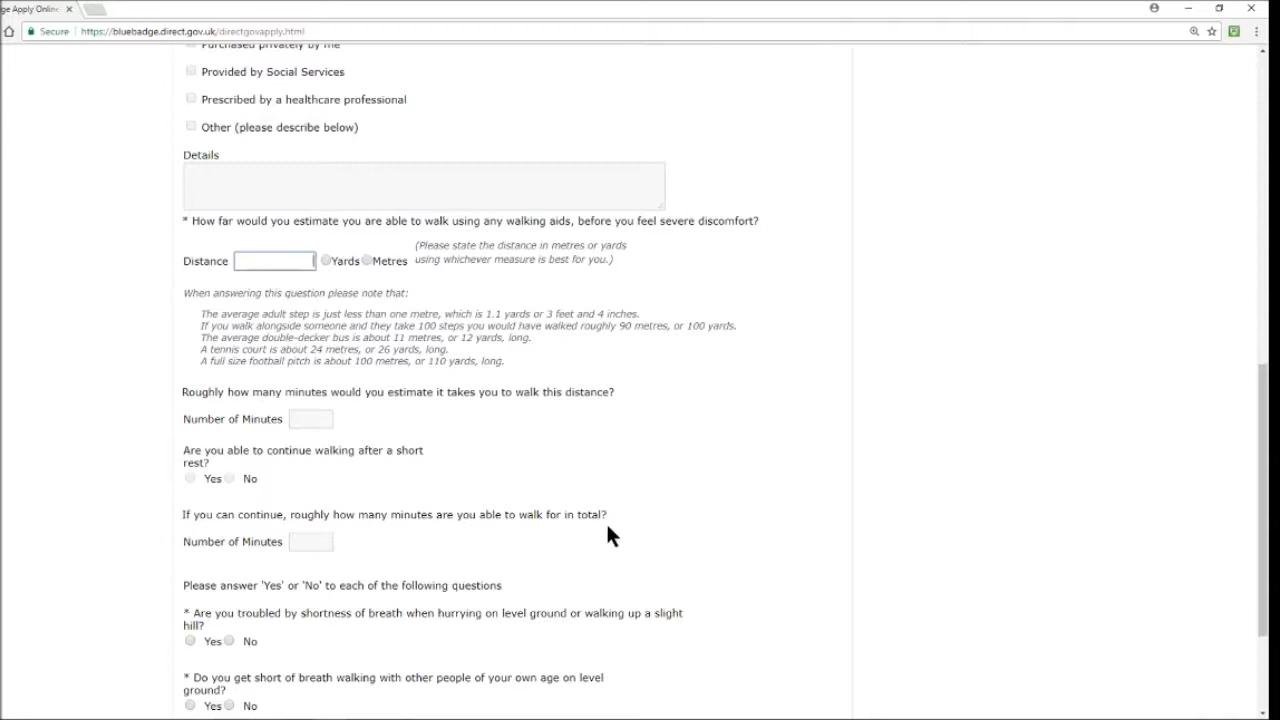 ge Apply Online
Secure https://bluebadge.direct.gov.uk/directgovapply.html
Purchased privately by me
Provided by Social Services
Prescribed by a healthcare professional
Other (please describe below)
Details
* How far would you estimate you are able to walk using any walking aids, before you feel severe discomfort?
Distance Yards Metres
(Please state the distance in metres or yards
using whichever measure is best for you.)
When answering this question please note that:
The average adult step is just less than one metre, which is 1.1 yards or 3 feet and 4 inches.
If you walk alongside someone and they take 100 steps you would have walked roughly 90 metres, or 100 yards.
The average double-decker bus is about 11 metres, or 12 yards, long.
A tennis court is about 24 metres, or 26 yards, long.
A full size football pitch is about 100 metres, or 110 yards, long.
Roughly how many minutes would you estimate it takes you to walk this distance?
Number of Minutes
Are you able to continue walking after a short
rest?
Yes No
If you can continue, roughly how many minutes are you able to walk for in total?
Number of Minutes
Please answer 'Yes' or 'No' to each of the following questions
* Are you troubled by shortness of breath when hurrying on level ground or walking up a slight
hill?
Yes No
* Do you get short of breath walking with other people of your own age on level
ground?
Yes No